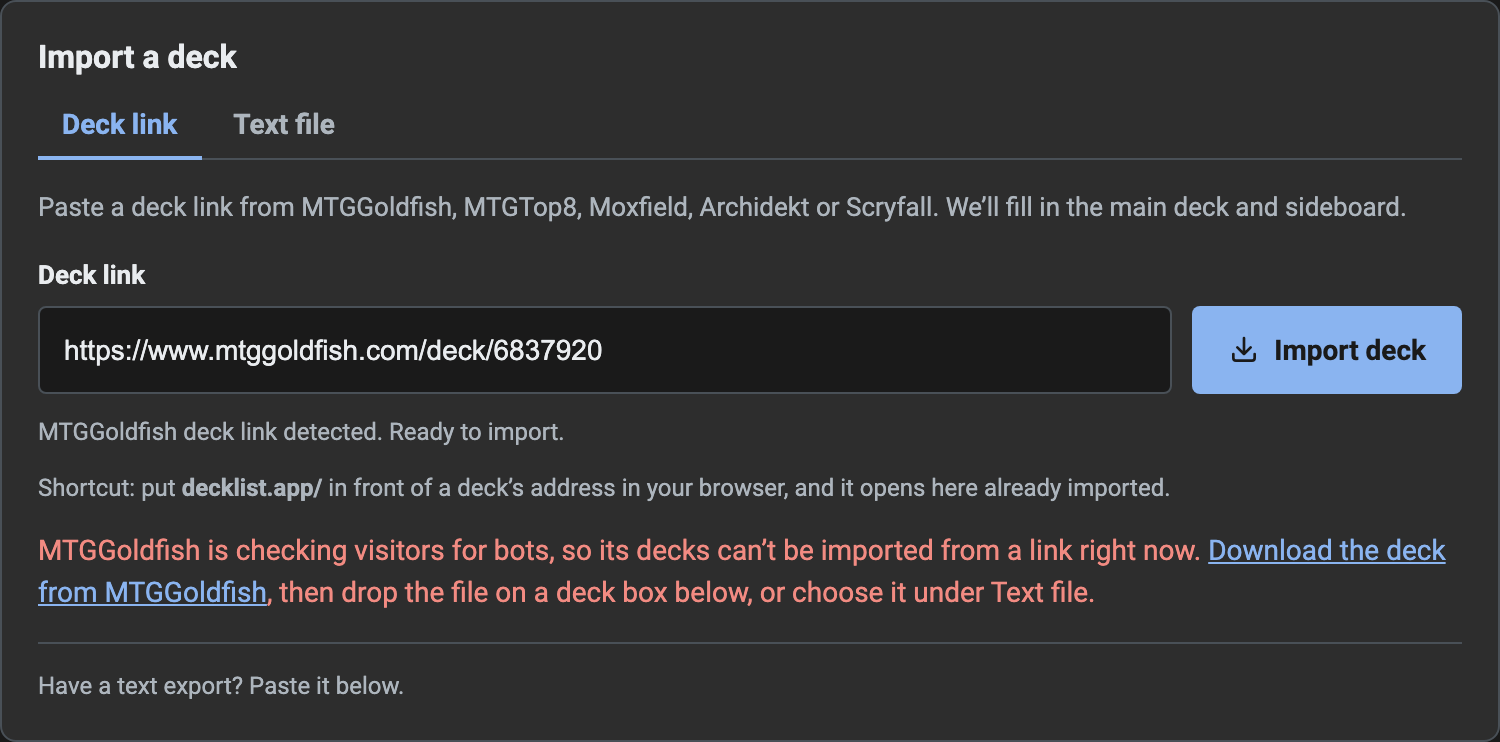 Import a deck
Deck link
Text file
Paste a deck link from MTGGoldfish, MTGTop8, Moxfield, Archidekt or Scryfall. We’ll fill in the main deck and sideboard.
Deck link
https://www.mtggoldfish.com/deck/6837920
Import deck
MTGGoldfish deck link detected. Ready to import.
Shortcut: put decklist.app/ in front of a deck’s address in your browser, and it opens here already imported.
MTGGoldfish is checking visitors for bots, so its decks can’t be imported from a link right now. Download the deck
from MTGGoldfish, then drop the file on a deck box below, or choose it under Text file.
Have a text export? Paste it below.